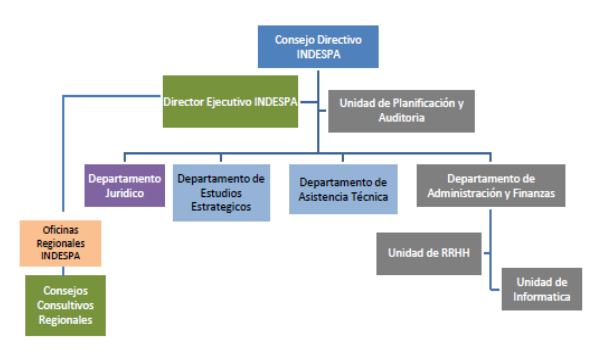 Consejo Directivo
INDESPA
Director Ejecutivo INDESPA
Unidad de Planificación y
Auditoria
Departamento
Juridico
Departamento de
Estudios
Estrategicos
Departamento de
Asistencia Técnica
Departamento de
Administración y Finanzas
Oficinas
Regionales
INDESPA
Unidad de RRHH
Consejos
Consultivos
Regionales
Unidad de
Informatica